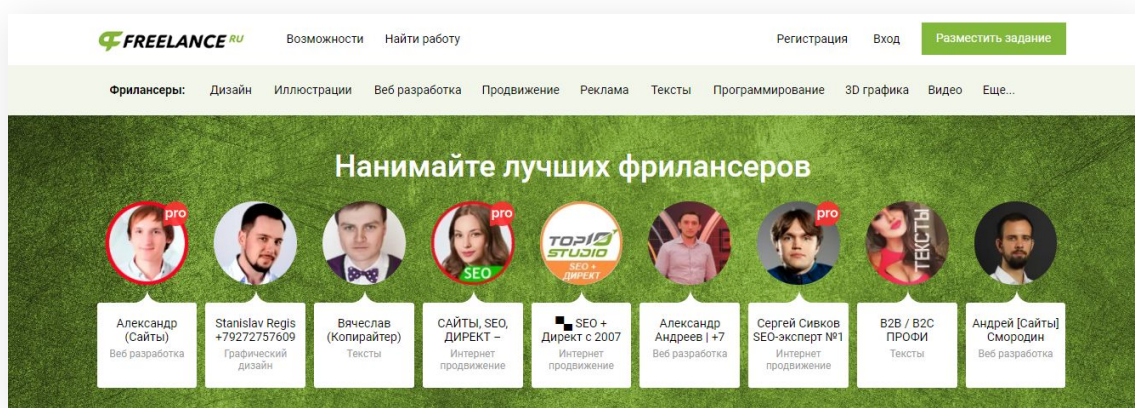 FREELANCE RU Возможности Найти работу Регистрация Вход Разместить задание
Фрилансеры: Дизайн Иллюстрации Веб разработка Продвижение Реклама Тексты Программирование 3D графика Видео Еще...
Нанимайте лучших фрилансеров
pro
pro
SEO
TOP10
STUDIO
SEO +
ДИРЕКТ
pro
ТЕКСТЫ
Александр
(Сайты)
Веб разработка
Stanislav Regis
+79272757609
Графический
дизайн
Вячеслав
(Копирайтер)
Тексты
САЙТЫ, SEO,
ДИРЕКТ –
Интернет
продвижение
▀▄ SEO +
Директ с 2007
Интернет
продвижение
Александр
Андреев | +7
Веб разработка
Сергей Сивков
SEO-эксперт №1
Интернет
продвижение
B2B / B2C
ПРОФИ
Тексты
Андрей [Сайты]
Смородин
Веб разработка